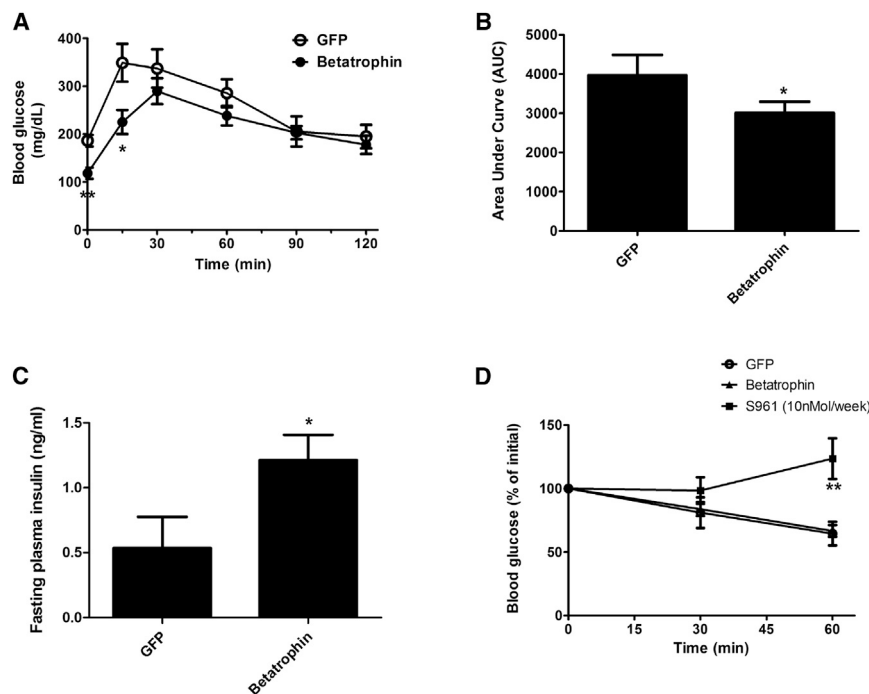 A
GFP
Betatrophin
Blood glucose
(mg/dL)
400
300
200
100
0
*
**
0 30 60 90 120
Time (min)
B
Area Under Curve (AUC)
5000
4000
3000
2000
1000
0
*
GFP
Betatrophin
C
Fasting plasma insulin (ng/ml)
1.5
1.0
0.5
0.0
*
GFP
Betatrophin
D
GFP
Betatrophin
S961 (10nMol/week)
Blood glucose (% of initial)
150
100
50
0
**
0 15 30 45 60
Time (min)